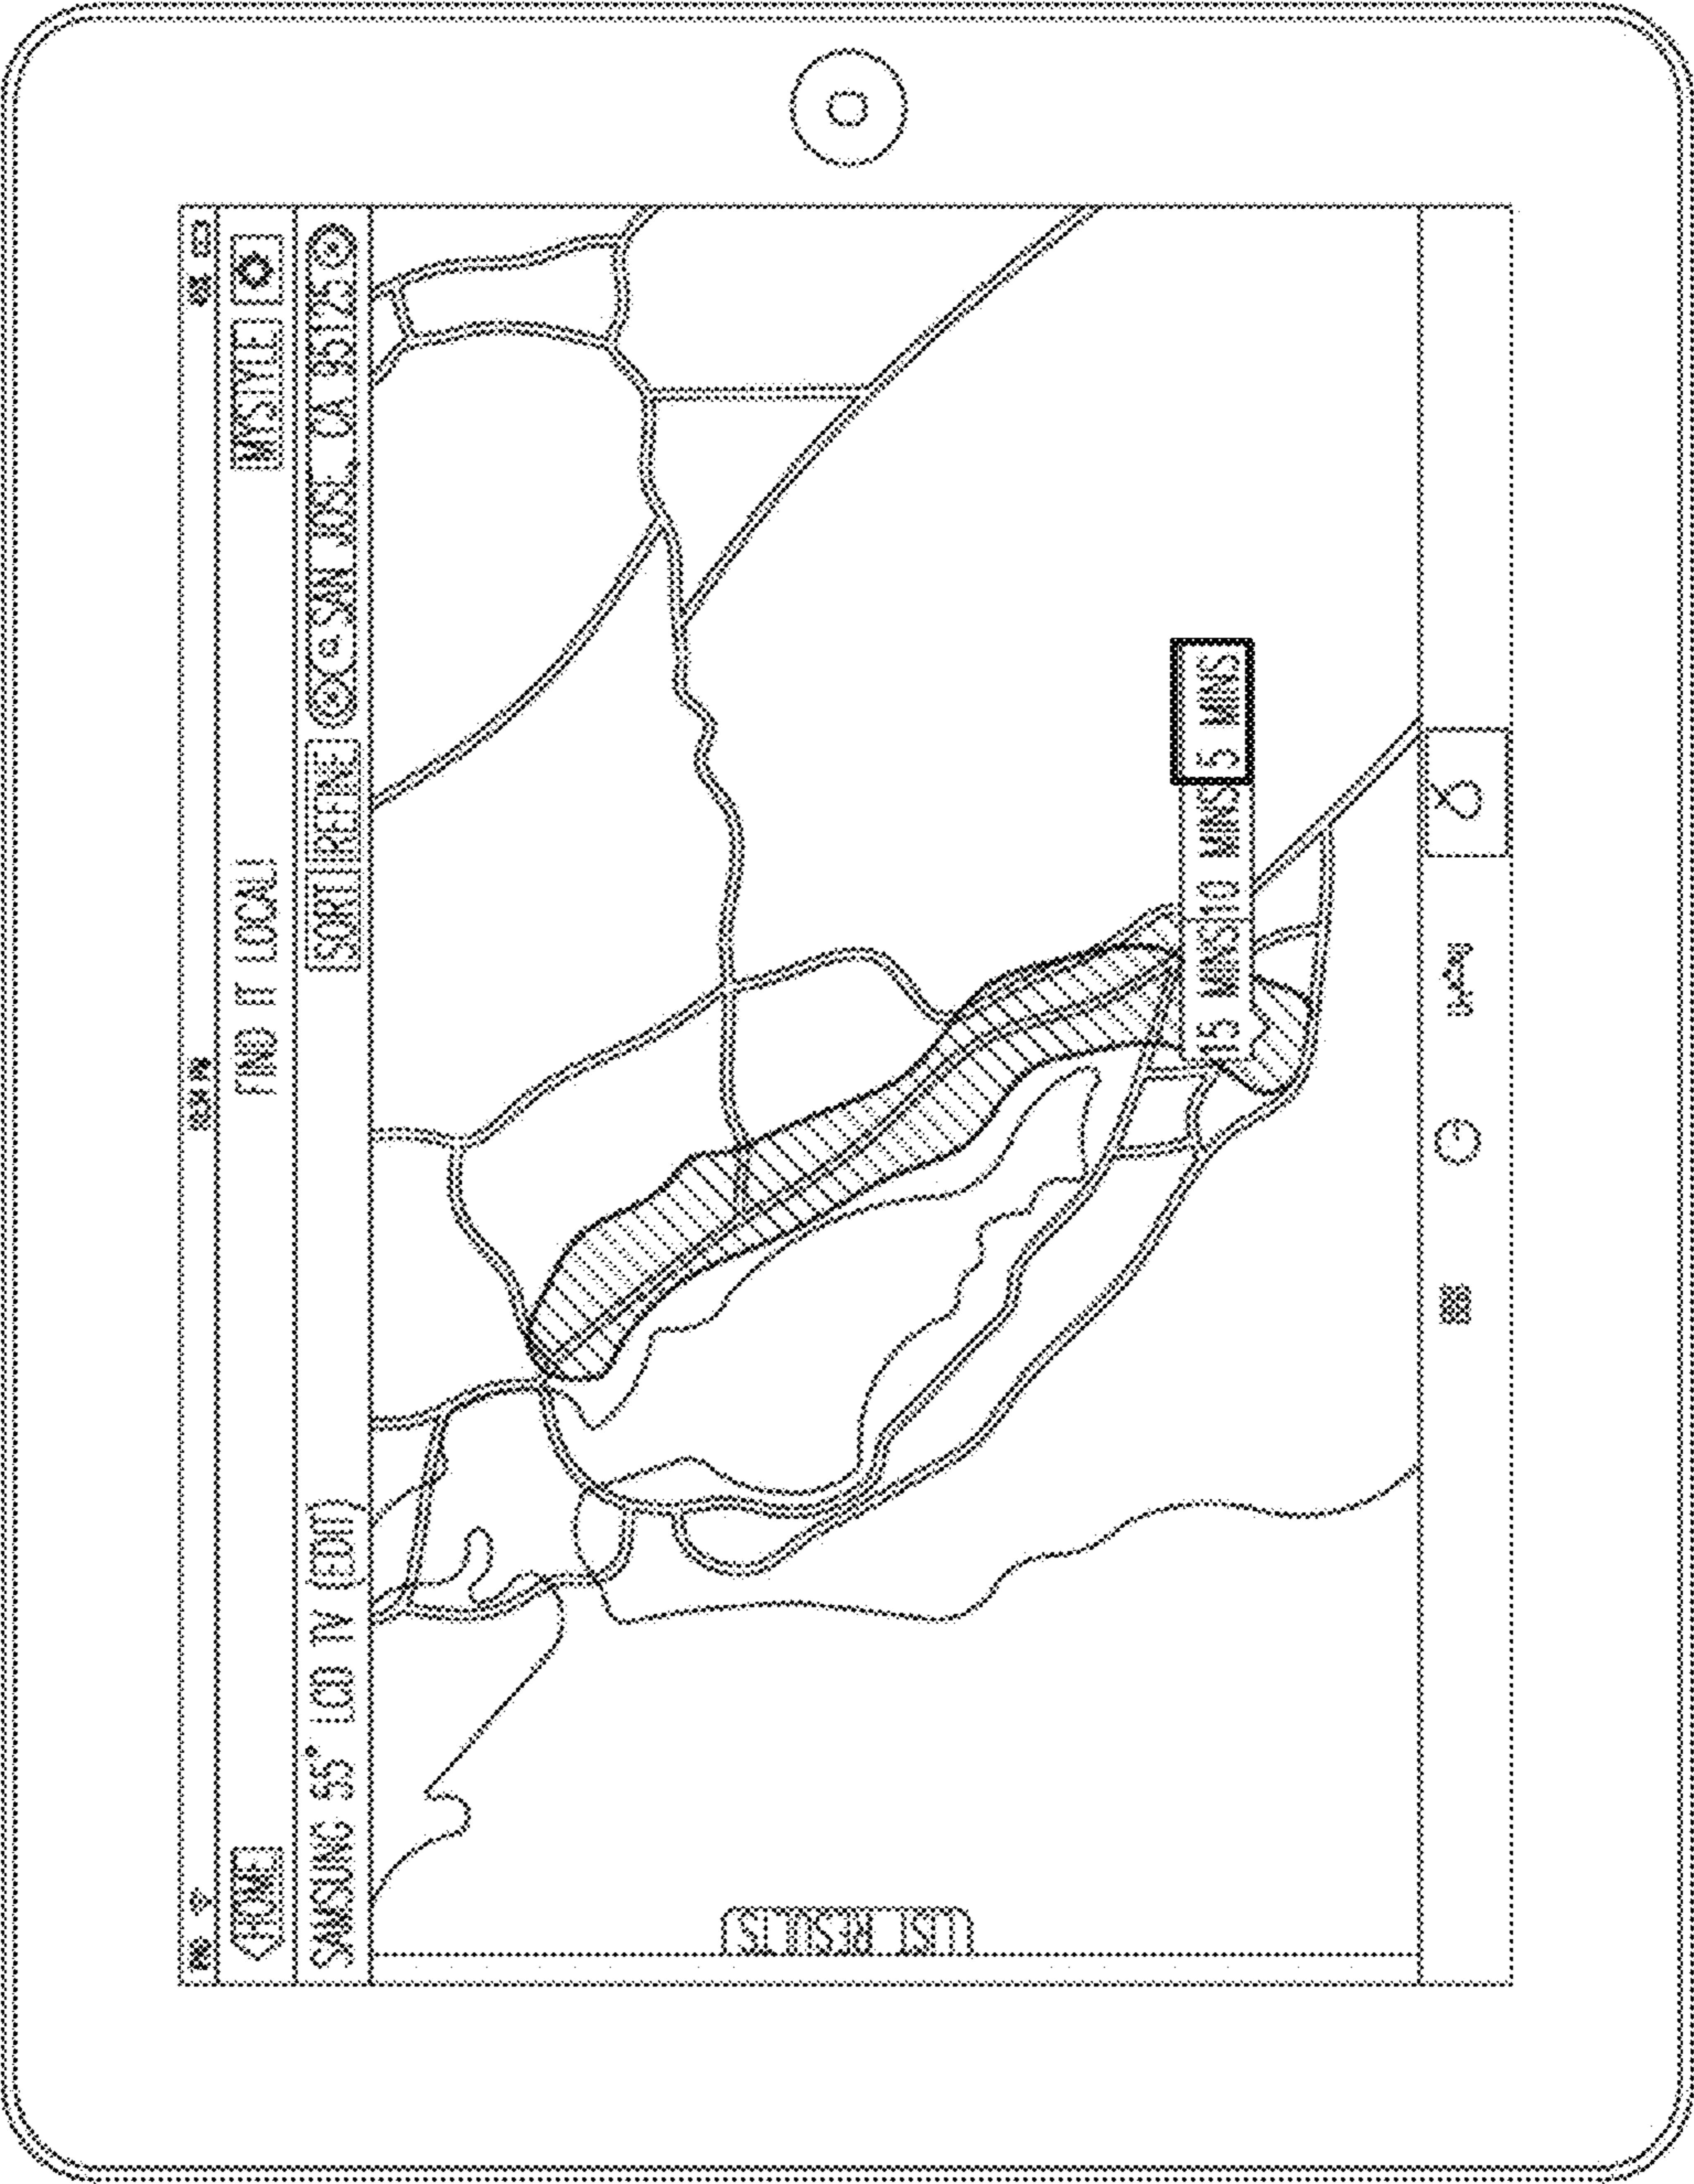 HOME FIND IT LOCAL! MYSTYLE
SAMSUNG 55" LCD TV (EDIT) SORT REFINE SAN JOSE, CA 95125
LIST RESULTS
15 MINS 10 MINS 5 MINS